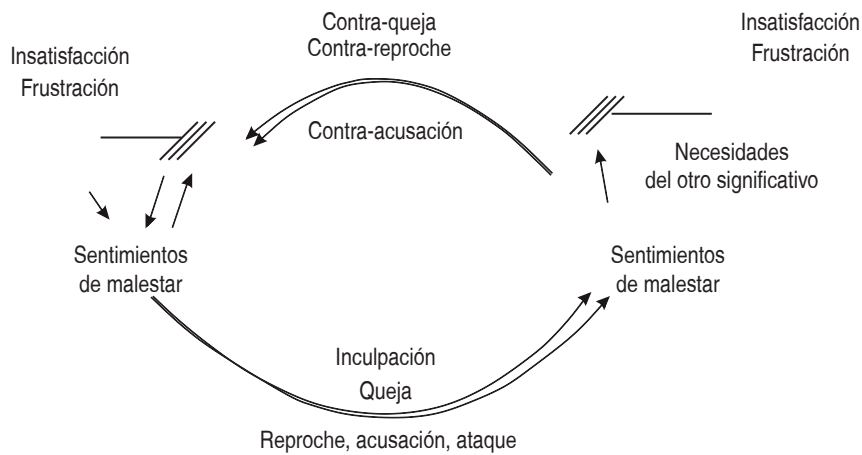 Contra-queja
Contra-reproche
Insatisfacción
Frustración
Insatisfacción
Frustración
Contra-acusación
Necesidades
del otro significativo
Sentimientos
de malestar
Sentimientos
de malestar
Inculpación
Queja
Reproche, acusación, ataque